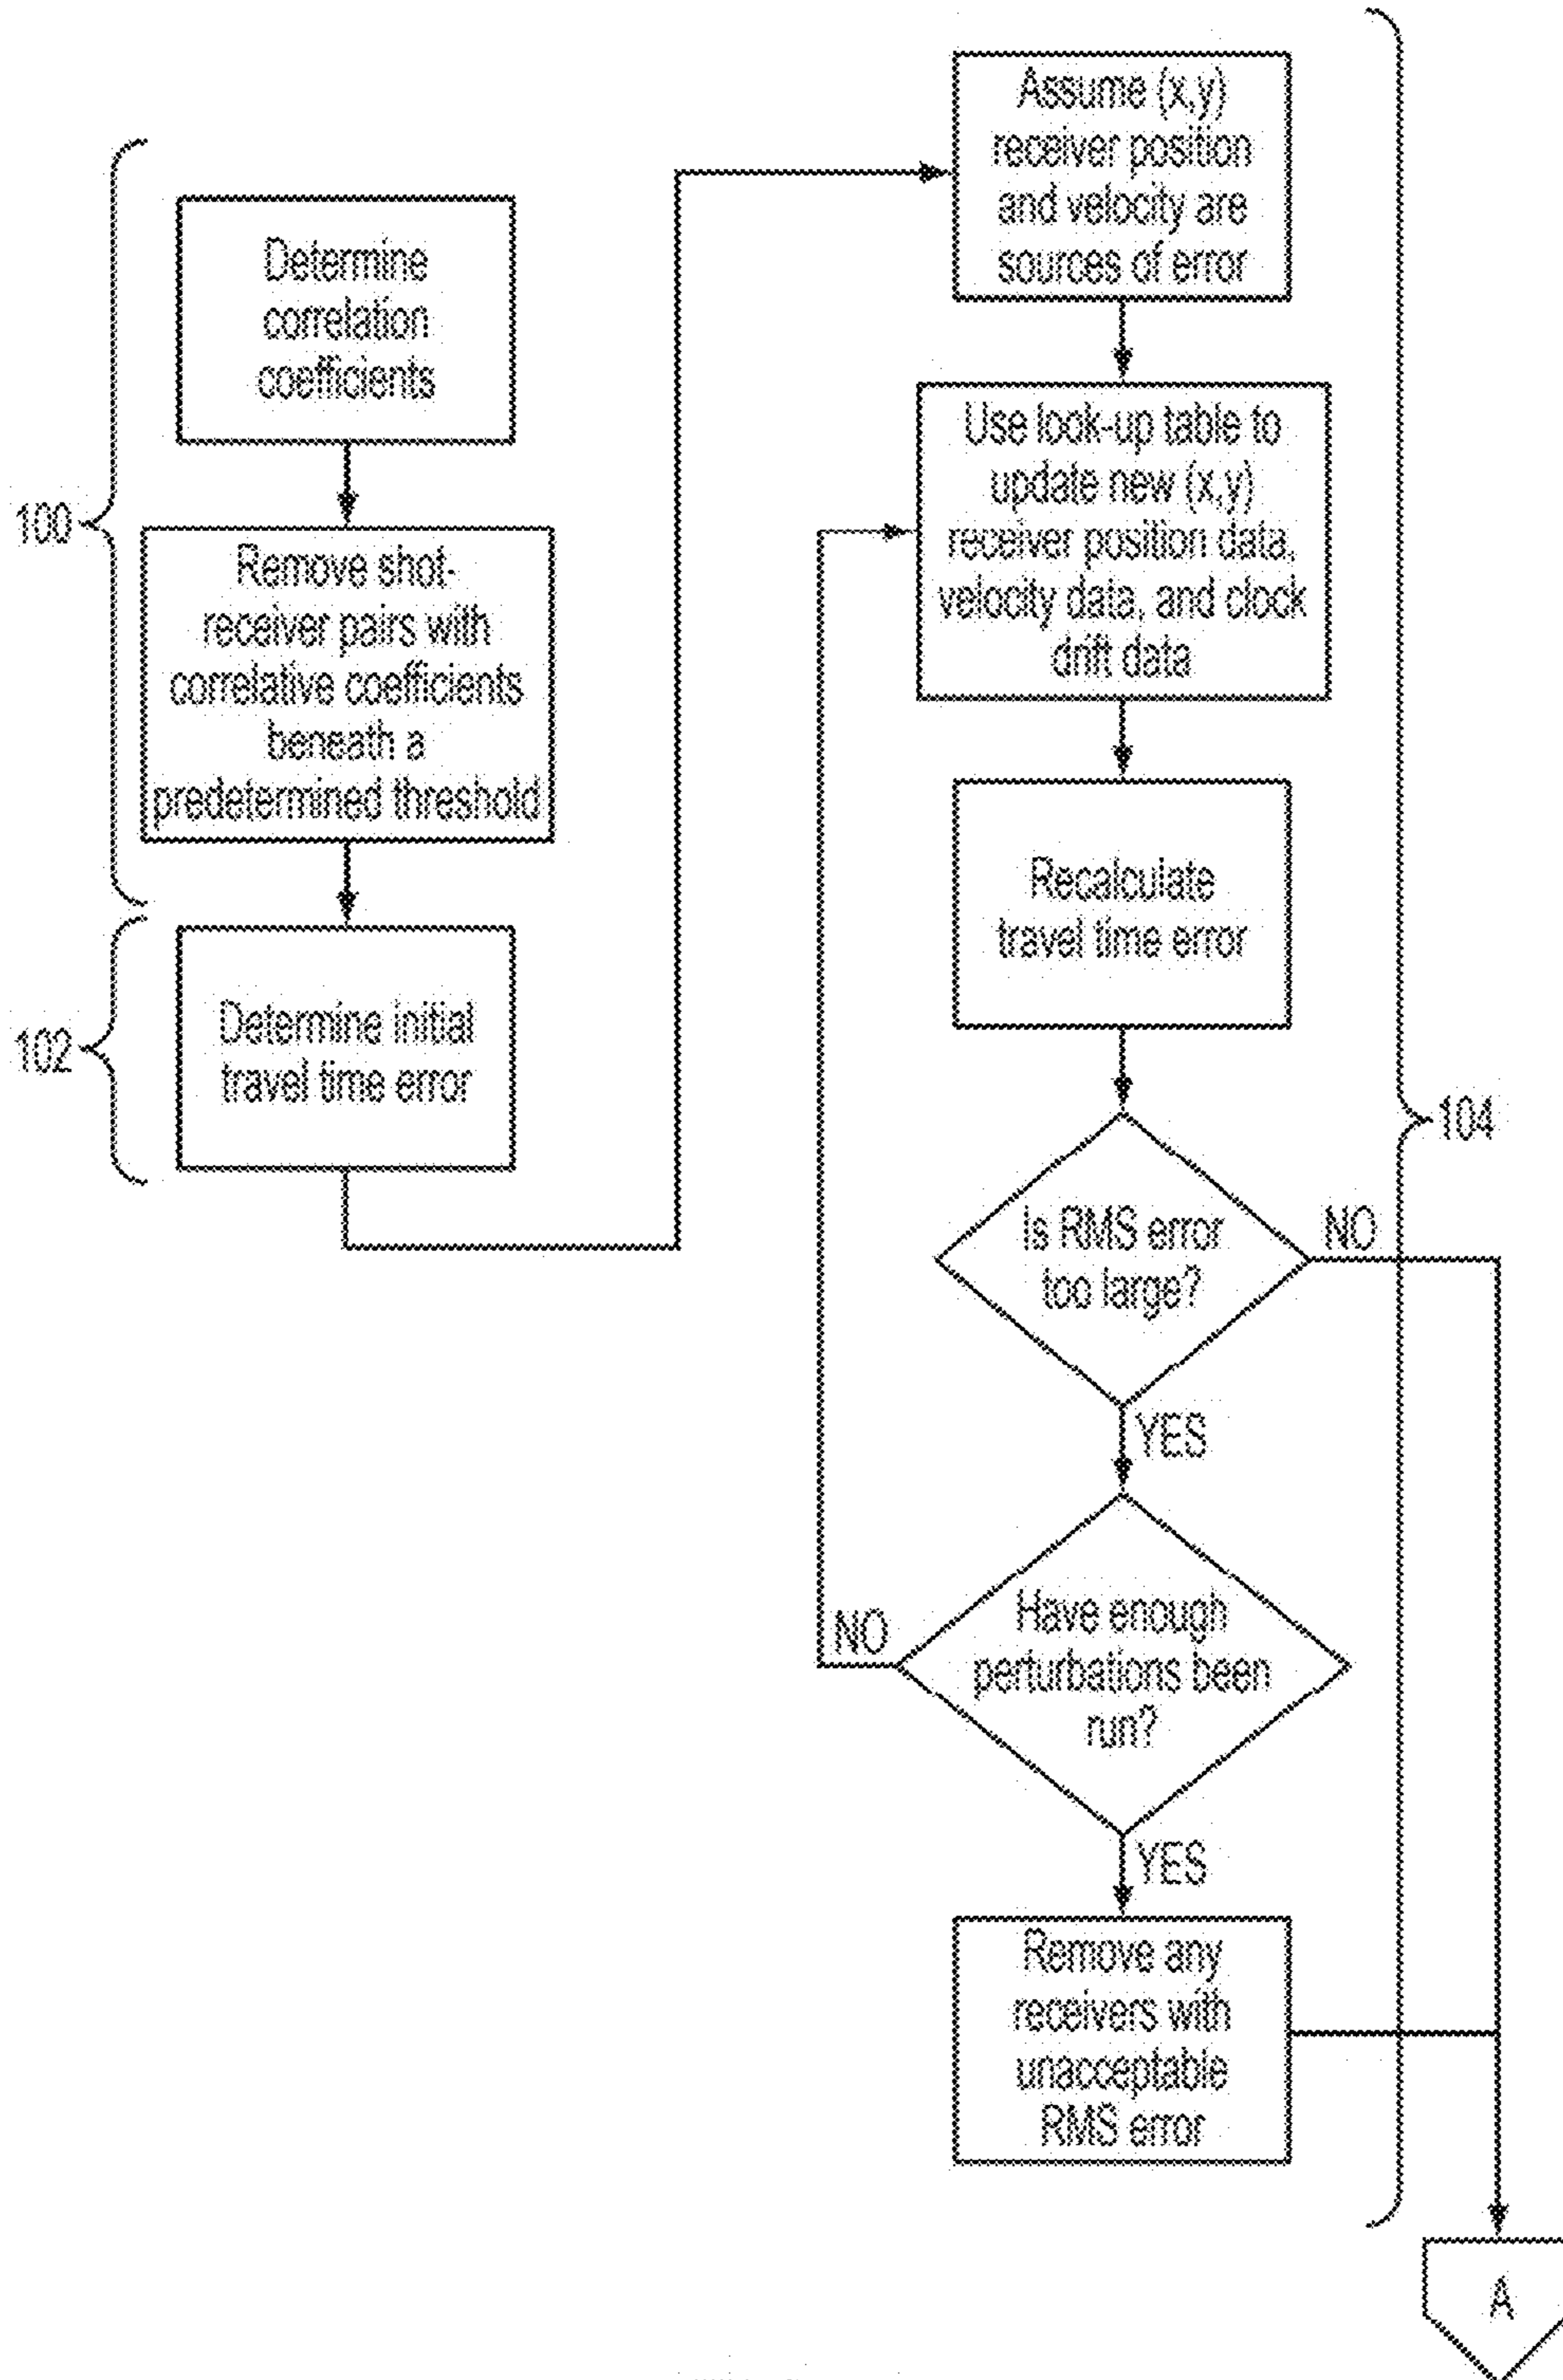 Determine
correlation
coefficients
100
Remove shot-
receiver pairs with
correlative coefficients
beneath a
predetermined threshold
102
Determine initial
travel time error
Assume (x,y)
receiver position
and velocity are
sources of error
Use look-up table to
update new (x,y)
receiver position data,
velocity data, and clock
drift data
Recalculate
travel time error
104
Is RMS error
too large?
NO
YES
Have enough
perturbations been
run?
NO
YES
Remove any
receivers with
unacceptable
RMS error
A